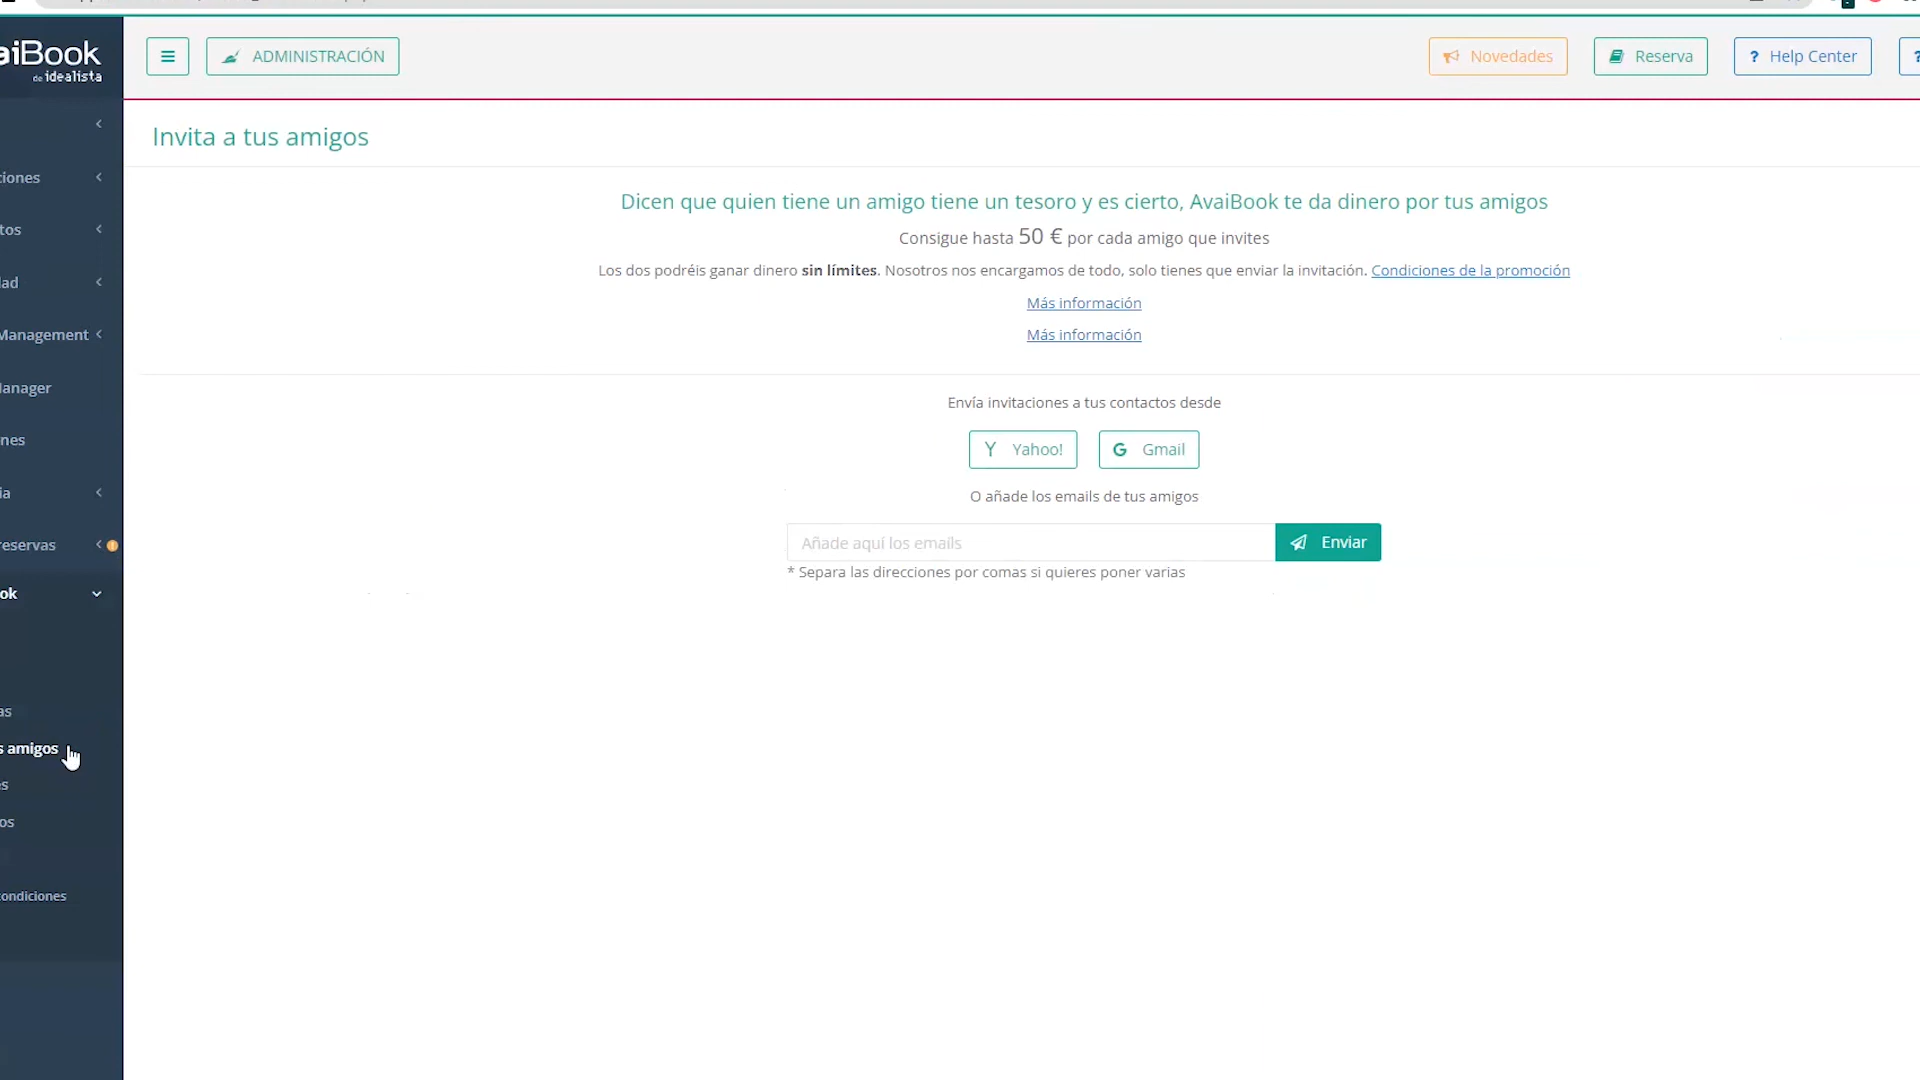 aiBook
de idealista
ADMINISTRACIÓN
Novedades
Reserva
? Help Center
?
Invita a tus amigos
Dicen que quien tiene un amigo tiene un tesoro y es cierto, AvaiBook te da dinero por tus amigos
Consigue hasta 50 € por cada amigo que invites
Los dos podréis ganar dinero sin límites. Nosotros nos encargamos de todo, solo tienes que enviar la invitación. Condiciones de la promoción
Más información
Más información
Envía invitaciones a tus contactos desde
Yahoo!
G Gmail
O añade los emails de tus amigos
Añade aquí los emails
Enviar
* Separa las direcciones por comas si quieres poner varias
ciones
tos
dad
Management
Manager
nes
ia
reservas
ok
as
s amigos
s
os
condiciones